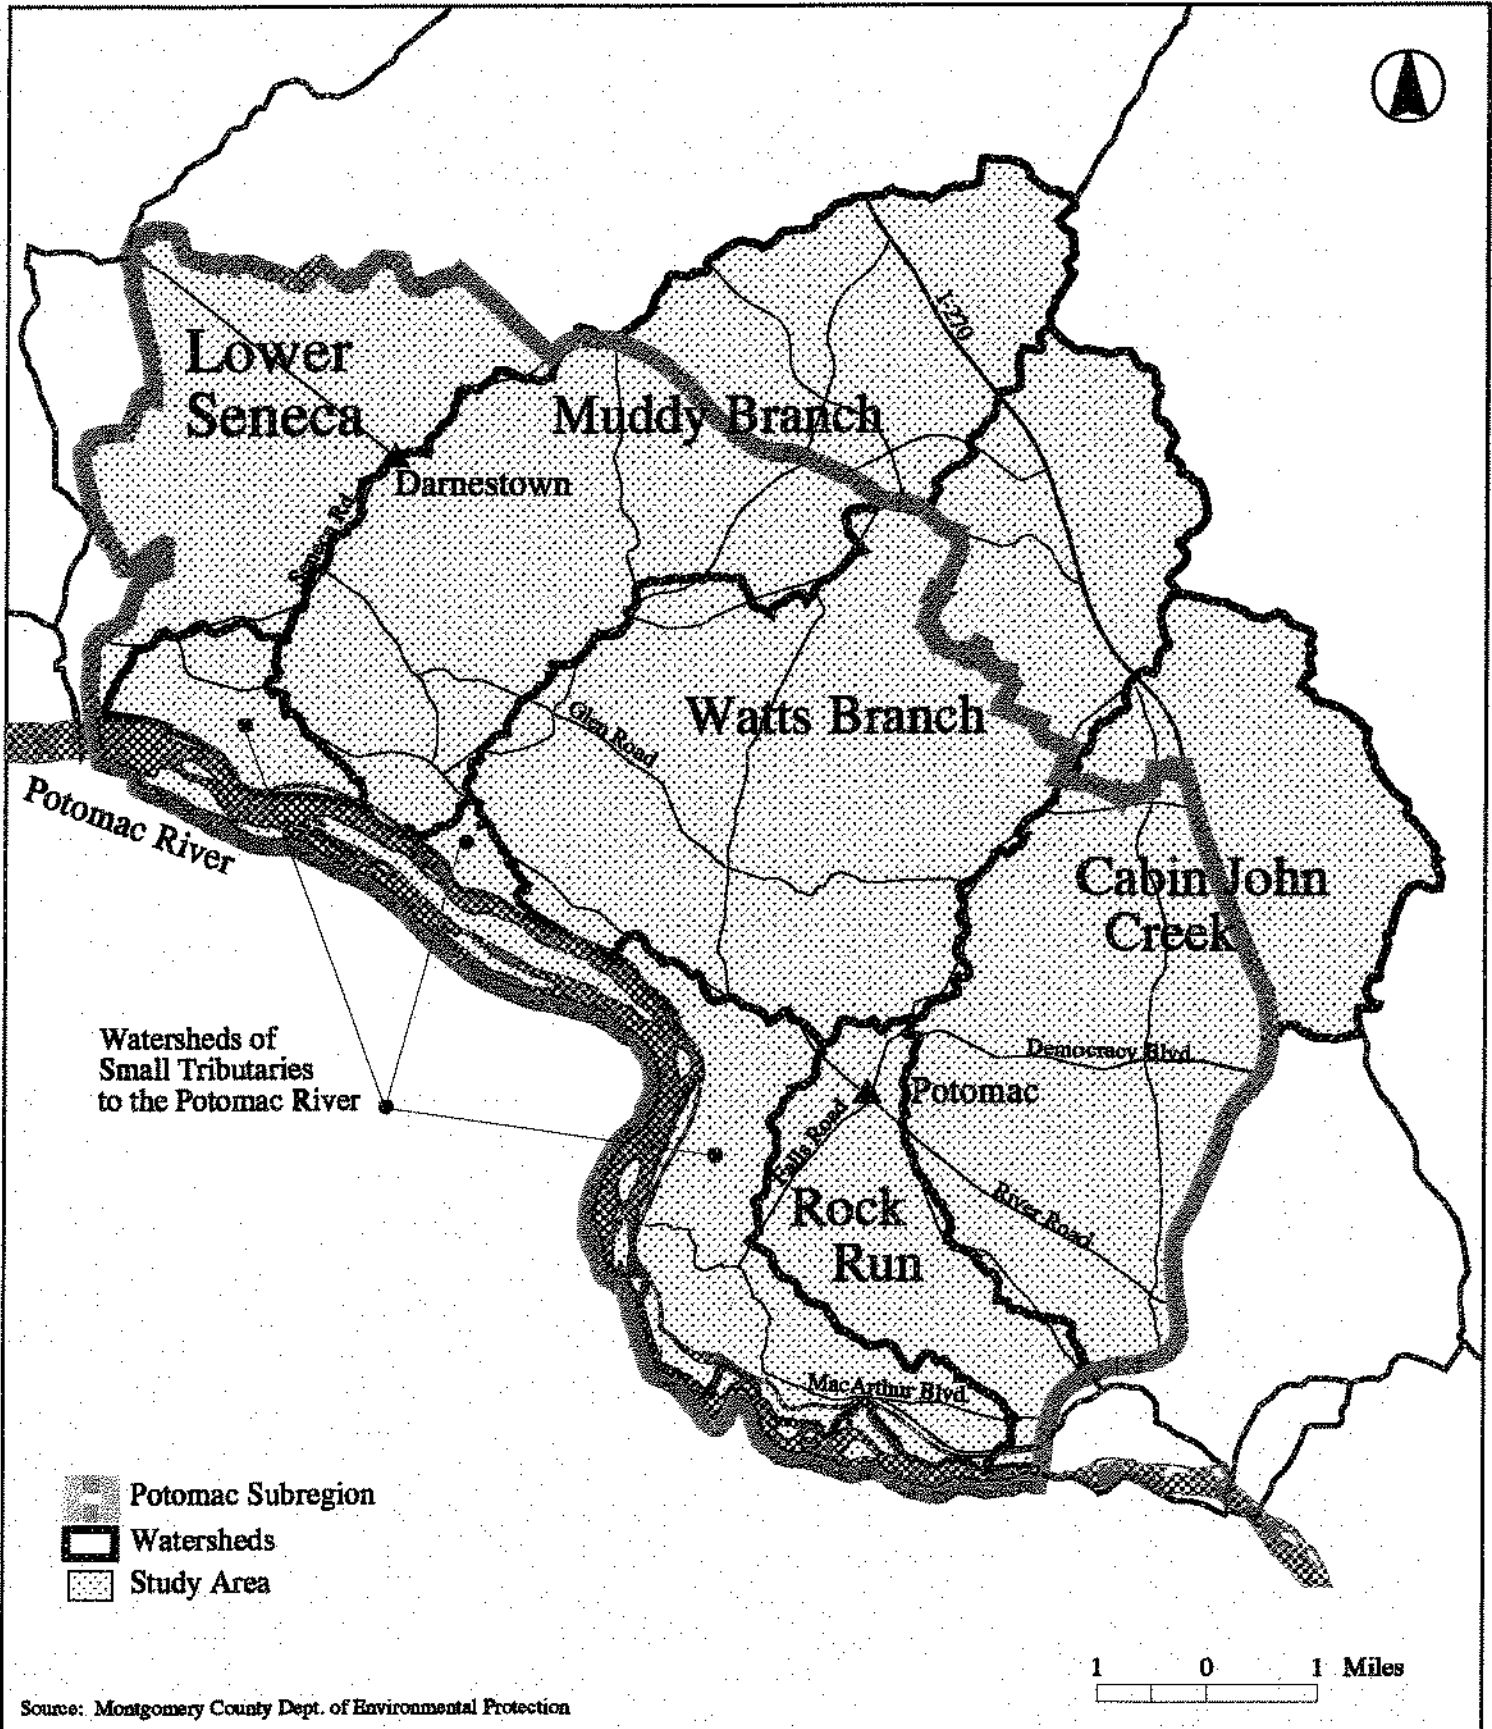 I-270
Lower
Seneca
Muddy Branch
Darnestown
Seneca Rd.
Watts Branch
Glen Road
Potomac River
Cabin John
Creek
Watersheds of
Small Tributaries
to the Potomac River
Democracy Blvd.
Potomac
Falls Road
River Road
Rock
Run
MacArthur Blvd.
Potomac Subregion
Watersheds
Study Area
1 0 1 Miles
Source: Montgomery County Dept. of Environmental Protection